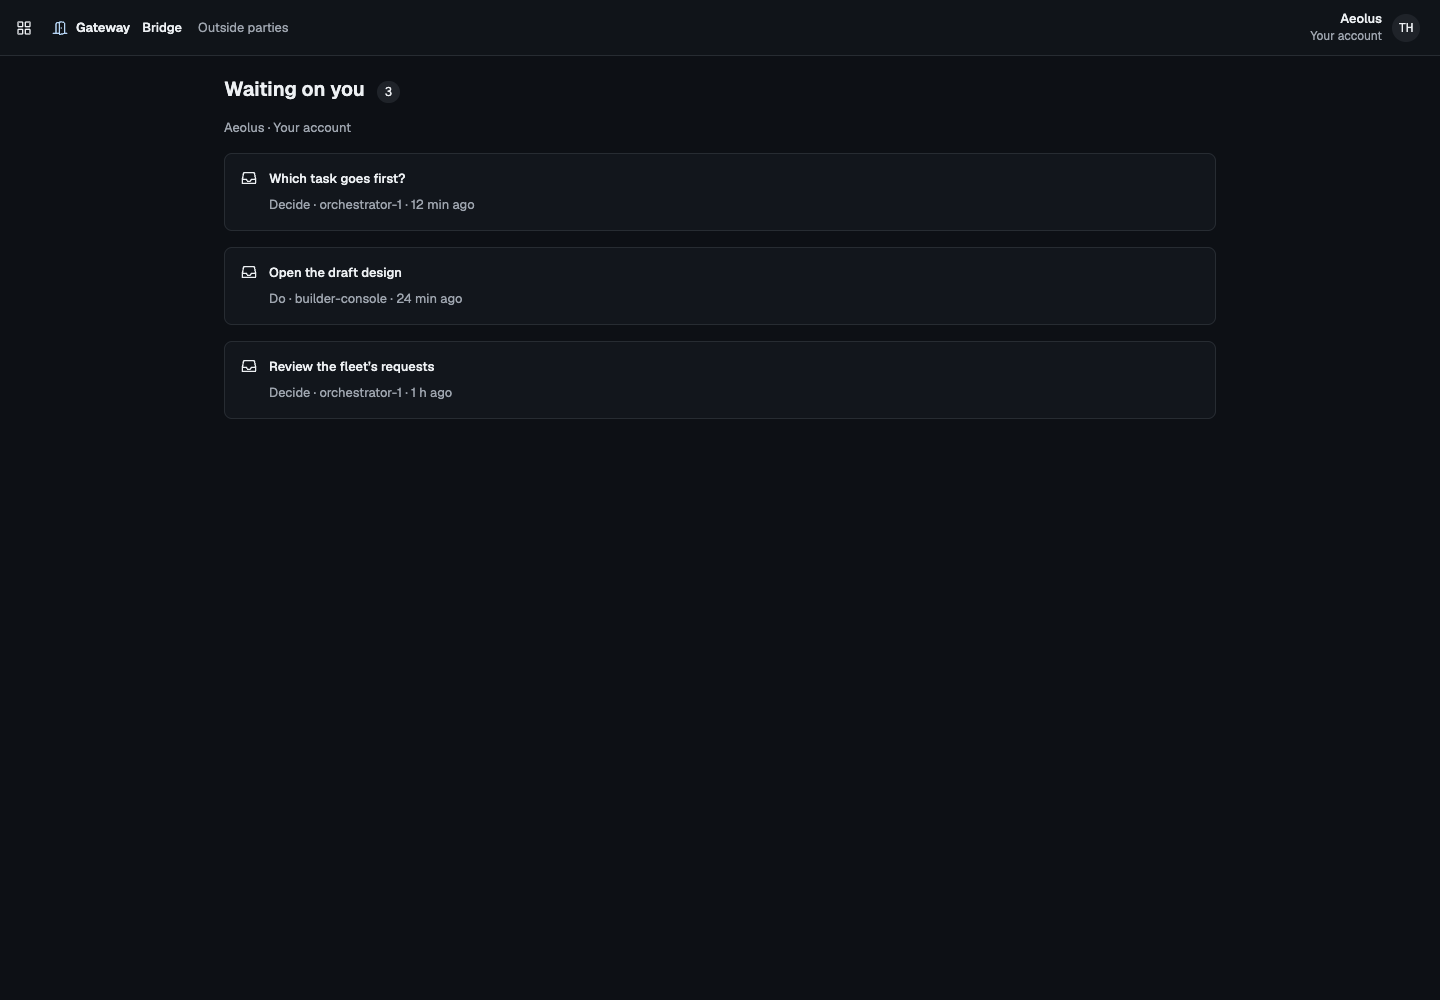 Gateway Bridge Outside parties
Aeolus
Your account
TH
Waiting on you 3
Aeolus · Your account
Which task goes first?
Decide · orchestrator-1 · 12 min ago
Open the draft design
Do · builder-console · 24 min ago
Review the fleet's requests
Decide · orchestrator-1 · 1 h ago